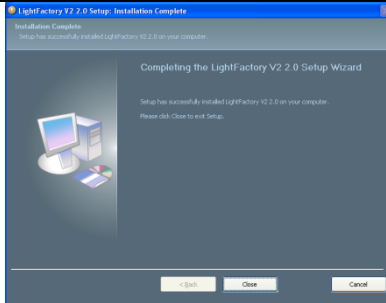 LightFactory V2 2.0 Setup: Installation Complete
Installation Complete
Setup has successfully installed LightFactory V2 2.0 on your computer.
Completing the LightFactory V2 2.0 Setup Wizard
Setup has successfully installed LightFactory V2 2.0 on your computer.
Please click Close to exit Setup.
< Back
Close
Cancel